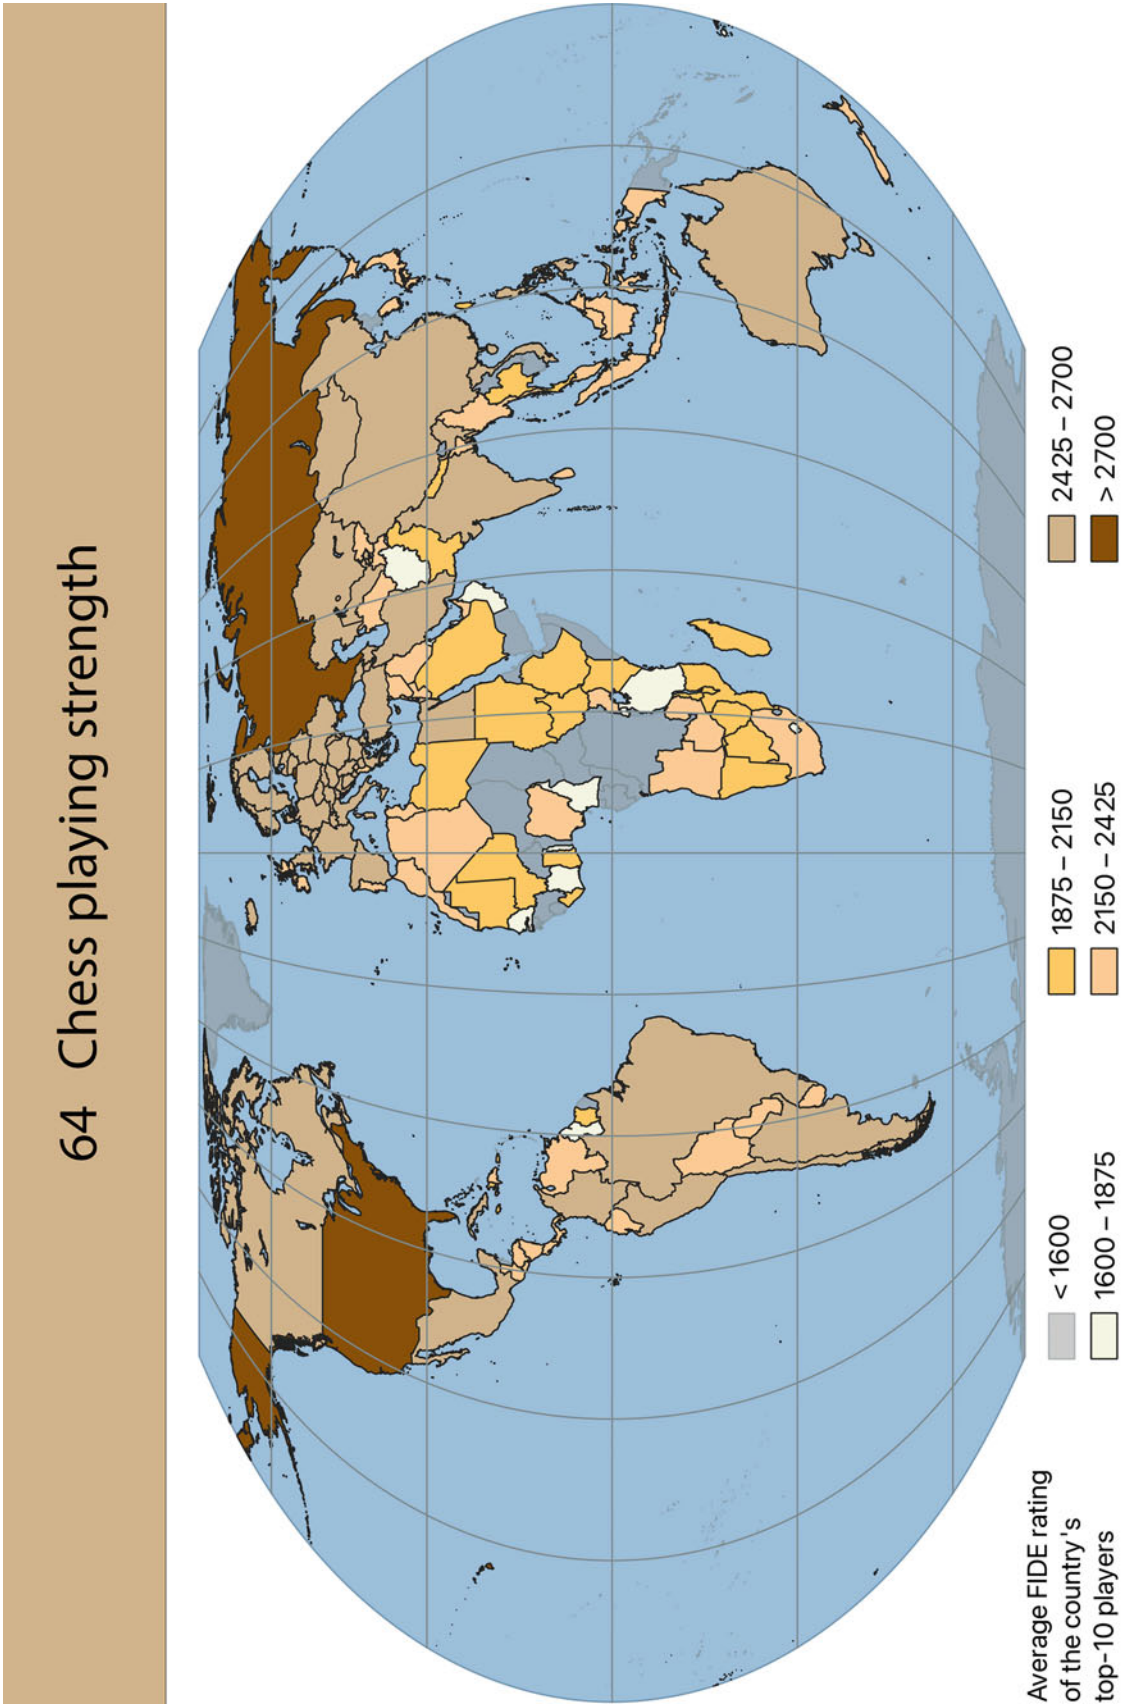 64 Chess playing strength
Average FIDE rating
of the country's
top-10 players
< 1600
1600 – 1875
1875 – 2150
2150 – 2425
2425 – 2700
> 2700